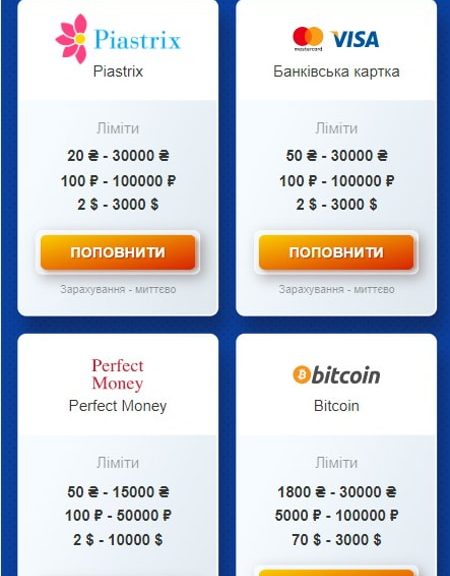 Piastrix
Piastrix
Ліміти
20 ₴ - 30000 ₴
100 ₽ - 100000 ₽
2 $ - 3000 $
ПОПОВНИТИ
Зарахування - миттєво
mastercard VISA
Банківська картка
Ліміти
50 ₴ - 30000 ₴
100 ₽ - 100000 ₽
2 $ - 3000 $
ПОПОВНИТИ
Зарахування - миттєво
Perfect
Money
Perfect Money
Ліміти
50 ₴ - 15000 ₴
100 ₽ - 50000 ₽
2 $ - 10000 $
bitcoin
Bitcoin
Ліміти
1800 ₴ - 30000 ₴
5000 ₽ - 100000 ₽
70 $ - 3000 $